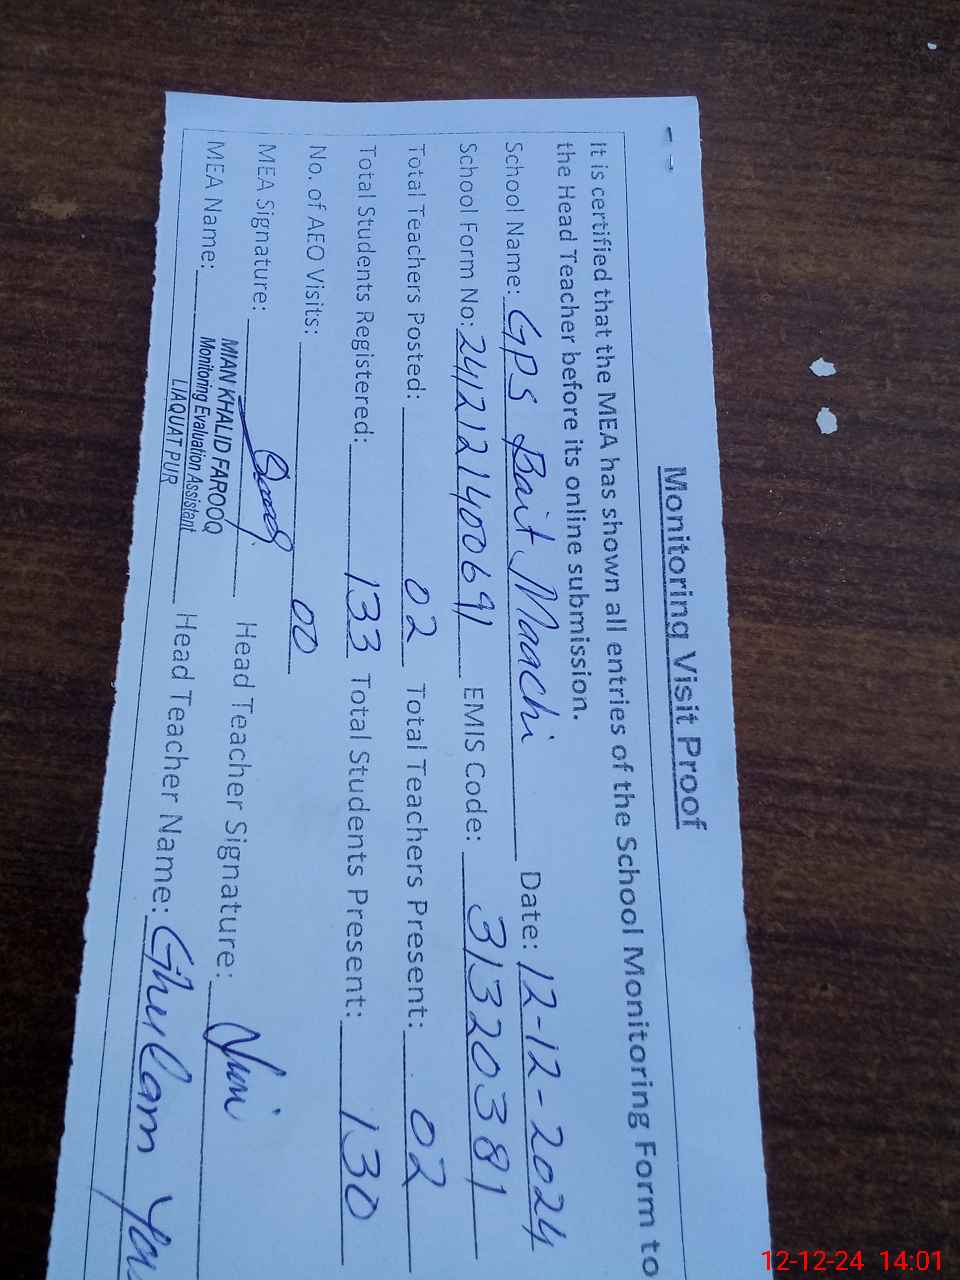 Monitoring Visit Proof
It is certified that the MEA has shown all entries of the School Monitoring Form to
the Head Teacher before its online submission.
School Name: GPS Bait Maachi Date: 12-12-2024
School Form No: 2412121400691 EMIS Code: 31320381
Total Teachers Posted: 02 Total Teachers Present: 02
Total Students Registered: 133 Total Students Present: 130
No. of AEO Visits: 00
MEA Signature: Head Teacher Signature:
MEA Name: MIAN KHALID FAROOQ Head Teacher Name: Ghulam
Monitoring Evaluation Assistant
LIAQUAT PUR
12-12-24 14:01